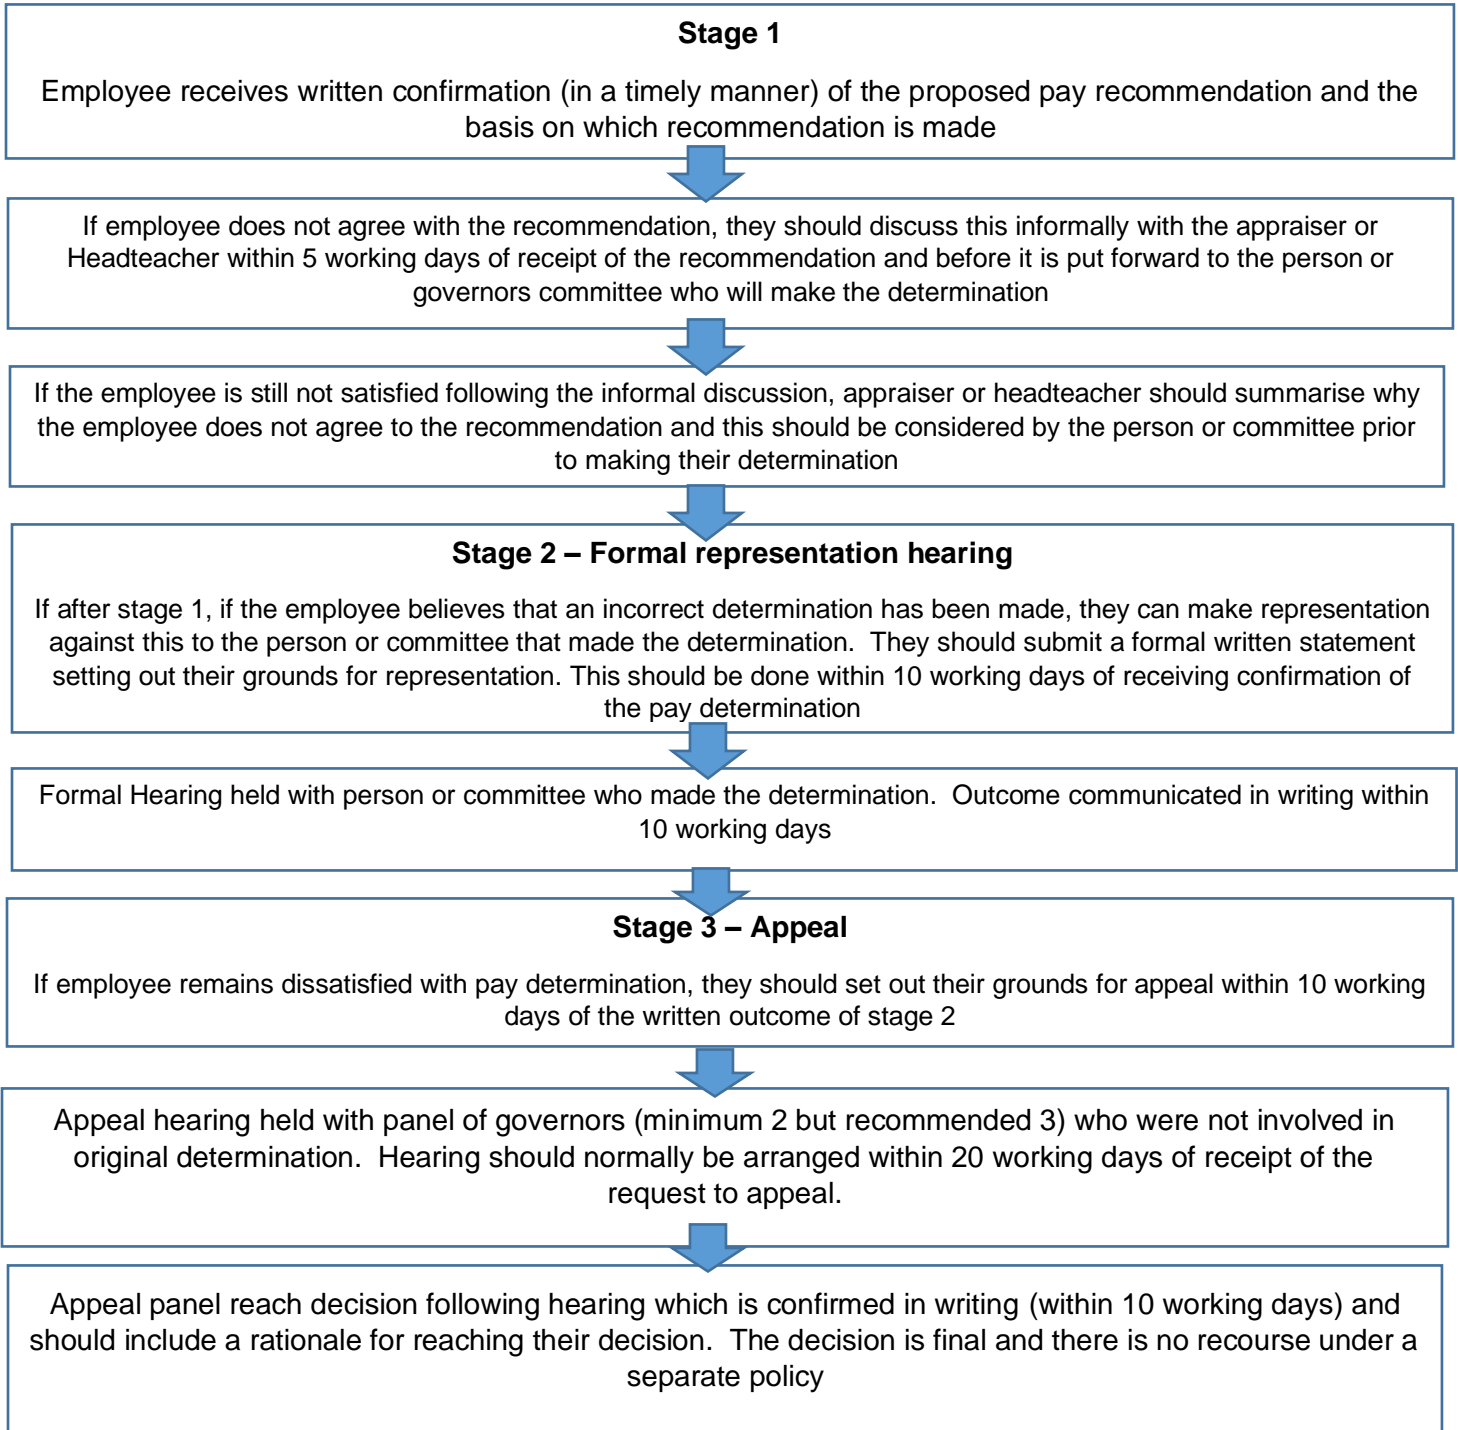 Stage 1
Employee receives written confirmation (in a timely manner) of the proposed pay recommendation and the
basis on which recommendation is made
If employee does not agree with the recommendation, they should discuss this informally with the appraiser or
Headteacher within 5 working days of receipt of the recommendation and before it is put forward to the person or
governors committee who will make the determination
If the employee is still not satisfied following the informal discussion, appraiser or headteacher should summarise why
the employee does not agree to the recommendation and this should be considered by the person or committee prior
to making their determination
Stage 2 – Formal representation hearing
If after stage 1, if the employee believes that an incorrect determination has been made, they can make representation
against this to the person or committee that made the determination.  They should submit a formal written statement
setting out their grounds for representation. This should be done within 10 working days of receiving confirmation of
the pay determination
Formal Hearing held with person or committee who made the determination.  Outcome communicated in writing within
10 working days
Stage 3 – Appeal
If employee remains dissatisfied with pay determination, they should set out their grounds for appeal within 10 working
days of the written outcome of stage 2
Appeal hearing held with panel of governors (minimum 2 but recommended 3) who were not involved in
original determination.  Hearing should normally be arranged within 20 working days of receipt of the
request to appeal.
Appeal panel reach decision following hearing which is confirmed in writing (within 10 working days) and
should include a rationale for reaching their decision.  The decision is final and there is no recourse under a
separate policy